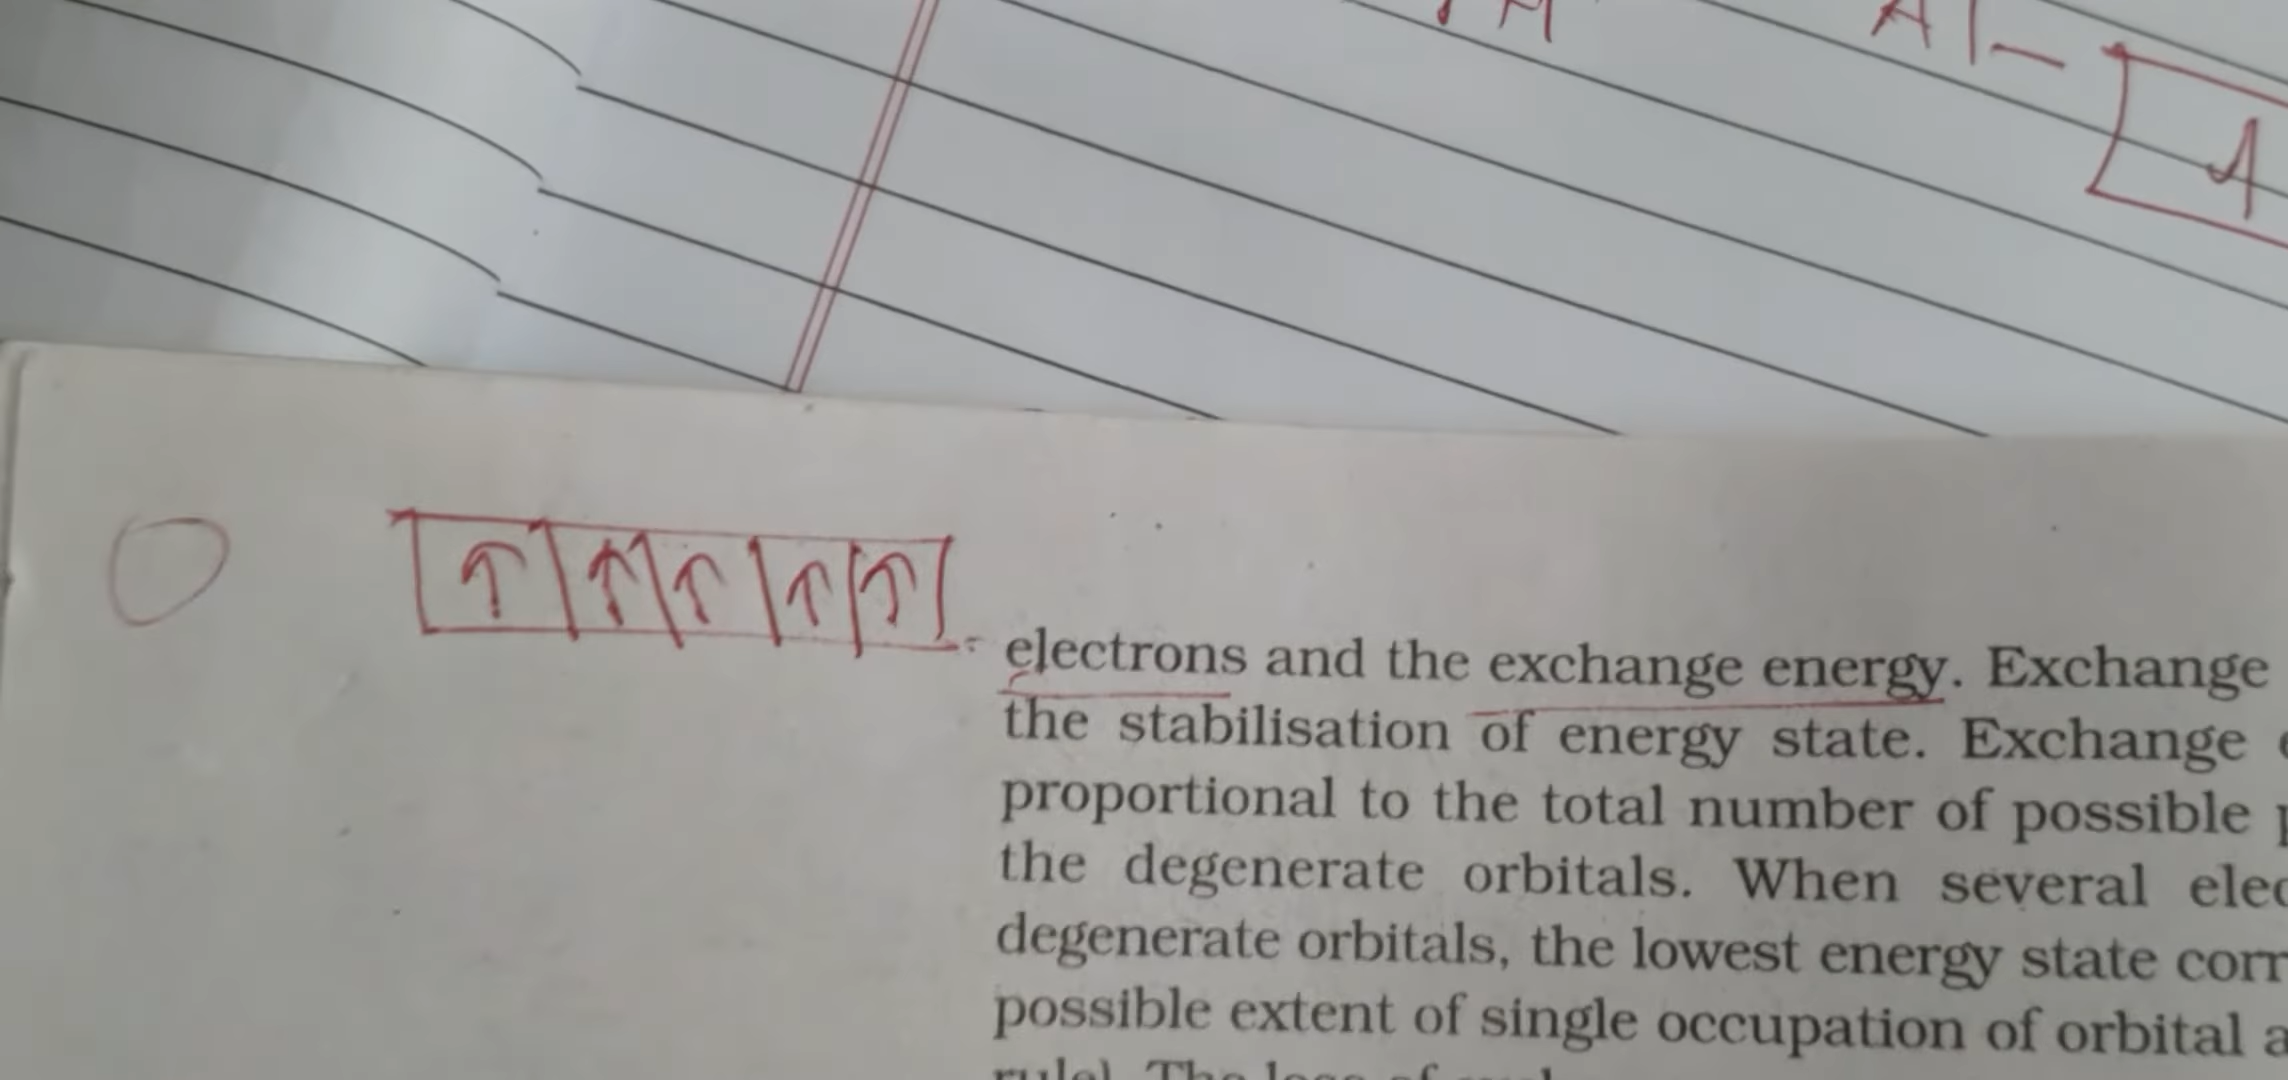 electrons and the exchange energy. Exchange
the stabilisation of energy state. Exchange
proportional to the total number of possible
the degenerate orbitals. When several
degenerate orbitals, the lowest energy state
possible extent of single occupation of orbital